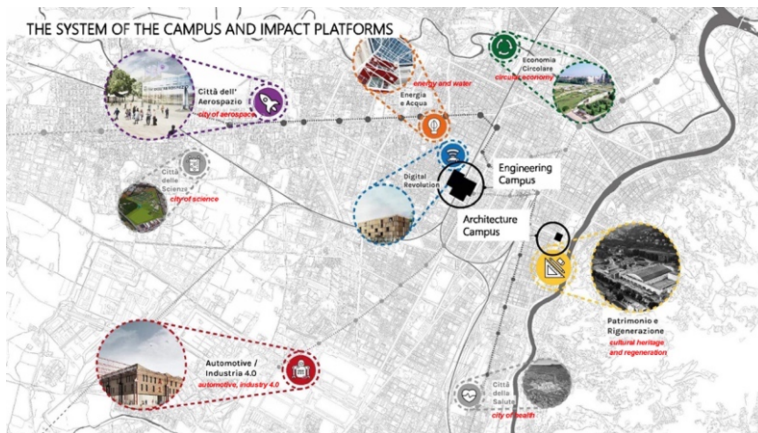 THE SYSTEM OF THE CAMPUS AND IMPACT PLATFORMS
Città dell'
Aerospazio
city of aerospace
energy and water
Energia
e Acqua
Economia
Circolare
circular economy
Città
delle
Scienze
city of science
Digital
Revolution
Engineering
Campus
Architecture
Campus
Patrimonio e
Rigenerazione
cultural heritage
and regeneration
Automotive /
Industria 4.0
automotive, industry 4.0
Città
della
Salute
city of health